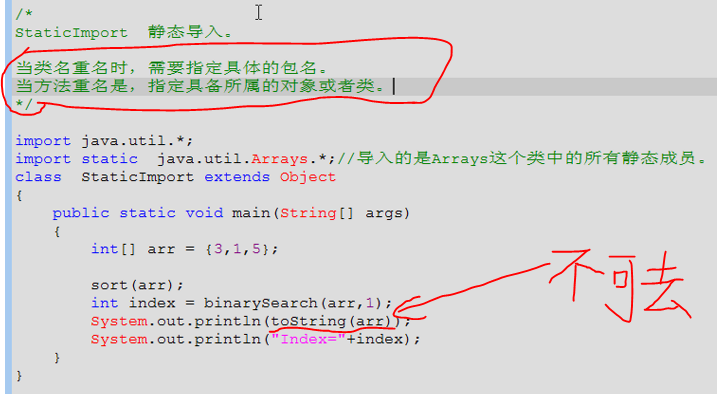 /*
StaticImport  静态导入。
当类名重名时，需要指定具体的包名。
当方法重名是，指定具备所属的对象或者类。
*/
import java.util.*;
import static  java.util.Arrays.*;//导入的是Arrays这个类中的所有静态成员。
class  StaticImport extends Object
{
    public static void main(String[] args)
    {
        int[] arr = {3,1,5};
        sort(arr);
        int index = binarySearch(arr,1);
        System.out.println(toString(arr));
        System.out.println("Index="+index);
    }
}
不可去